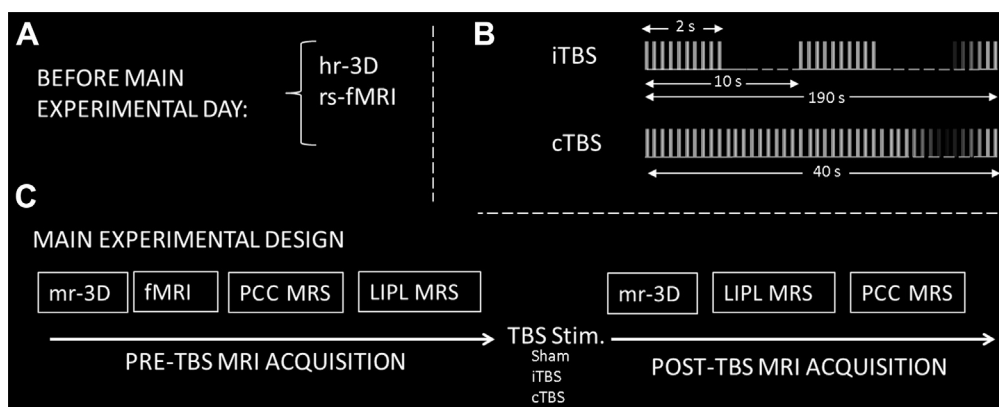 A
BEFORE MAIN
EXPERIMENTAL DAY:
hr-3D
rs-fMRI
B
iTBS
2 s
10 s
190 s
cTBS
40 s
C
MAIN EXPERIMENTAL DESIGN
mr-3D fMRI PCC MRS LIPL MRS
PRE-TBS MRI ACQUISITION
TBS Stim.
Sham
iTBS
cTBS
mr-3D LIPL MRS PCC MRS
POST-TBS MRI ACQUISITION